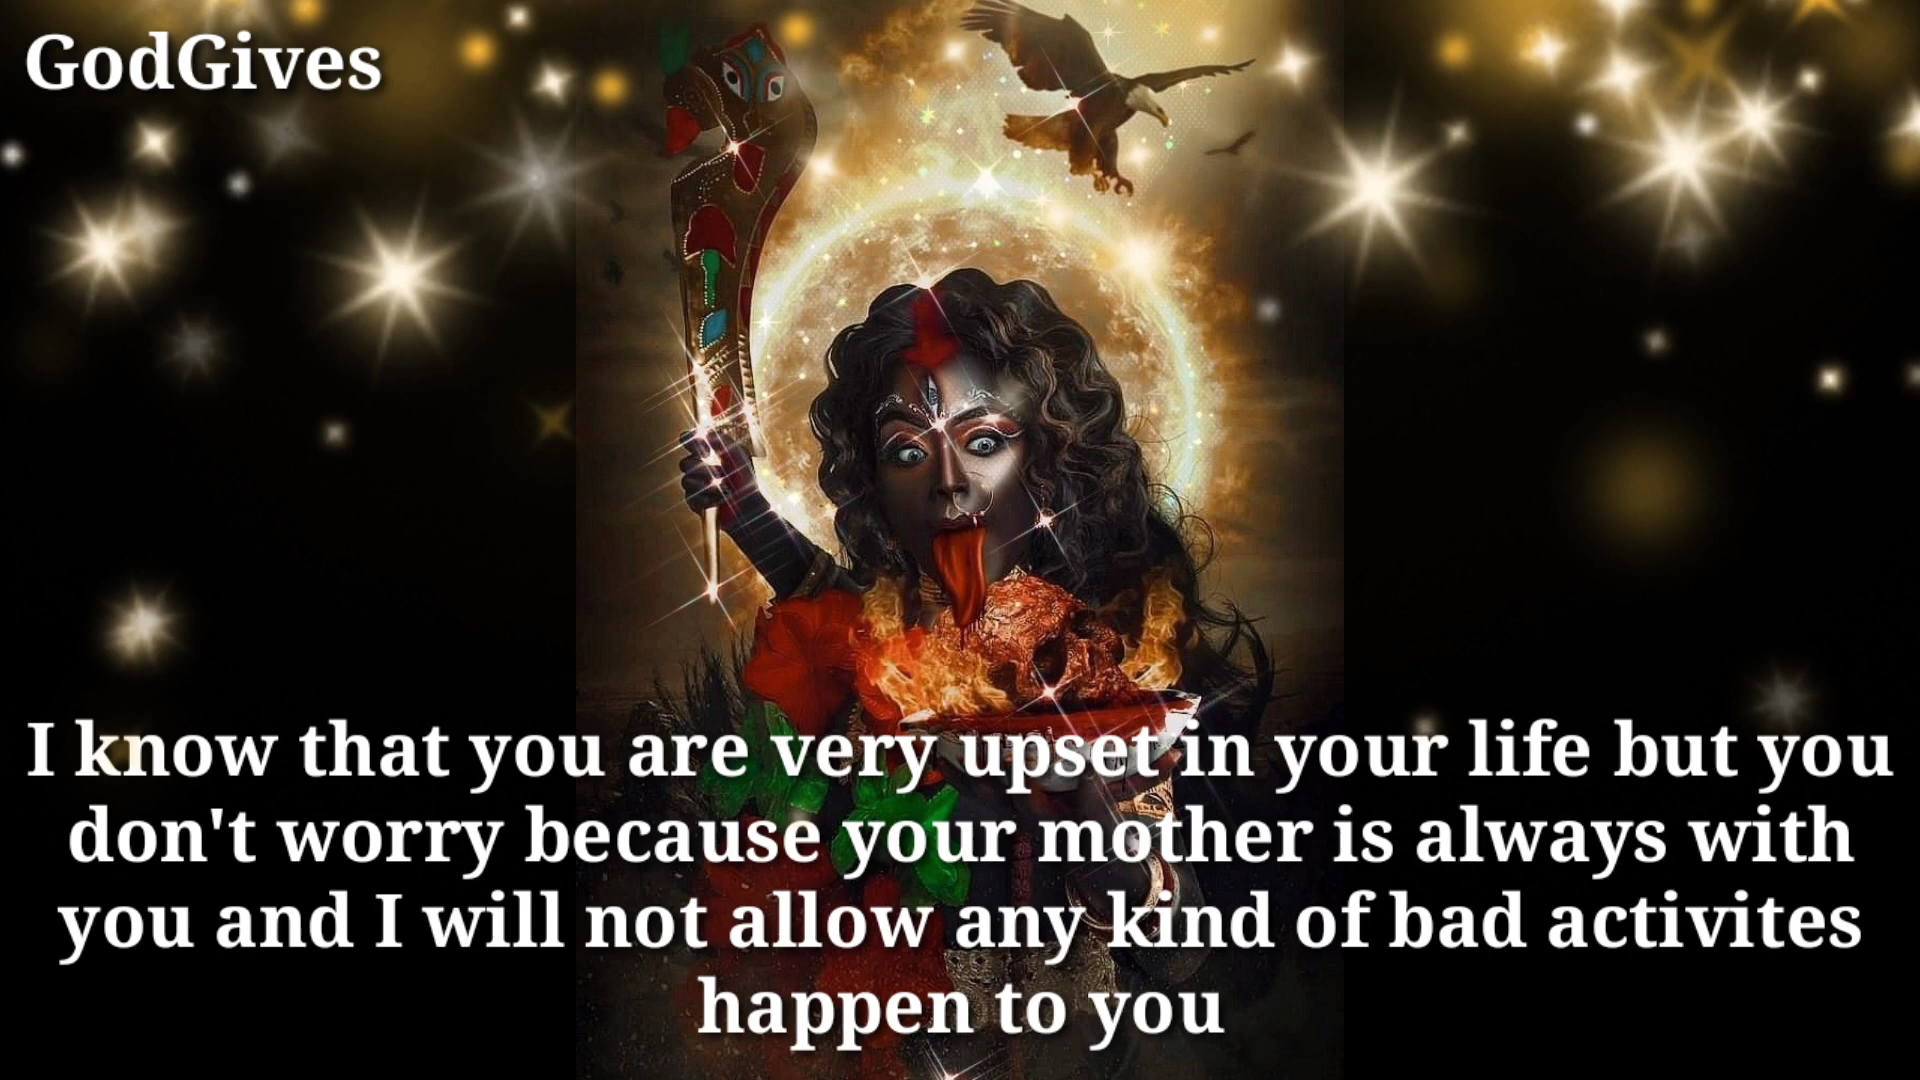 GodGives
I know that you are very upset in your life but you
don't worry because your mother is always with
you and I will not allow any kind of bad activites
happen to you